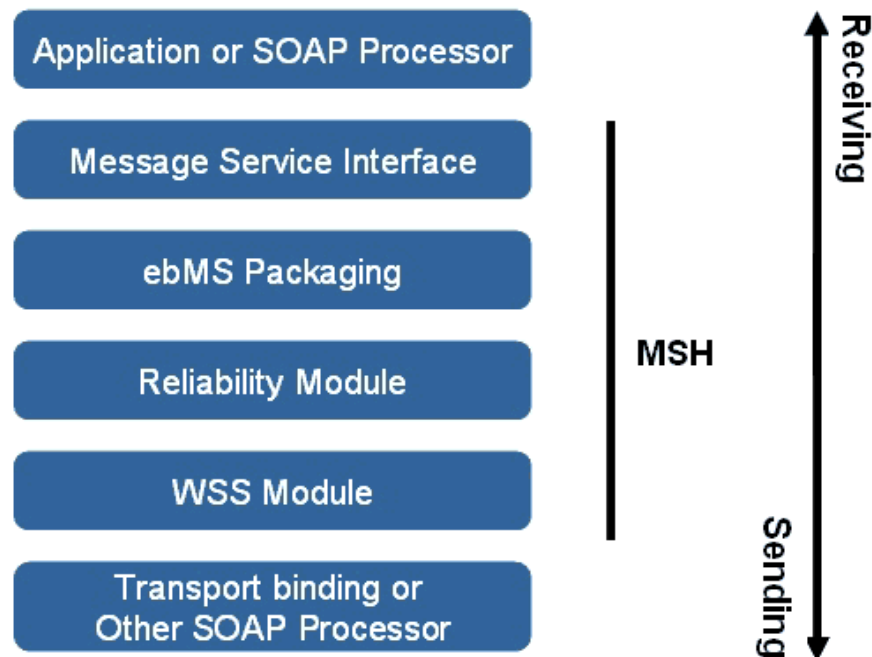 Application or SOAP Processor
Message Service Interface
ebMS Packaging
Reliability Module
WSS Module
Transport binding or
Other SOAP Processor
MSH
Receiving
Sending